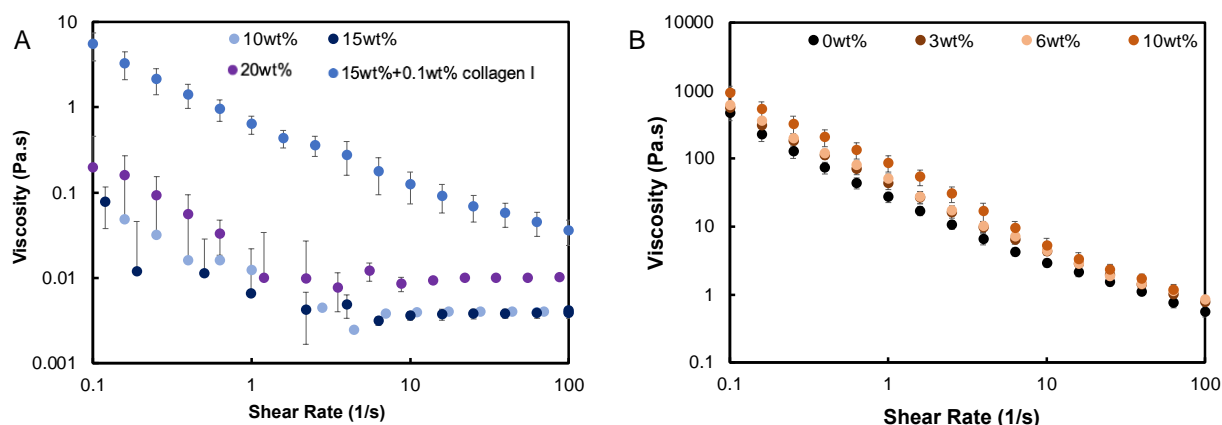 A
10wt% 15wt%
20wt% 15wt%+0.1wt% collagen I
Viscosity (Pa.s)
10
1
0.1
0.01
0.001
0.1 1 10 100
Shear Rate (1/s)
B
0wt% 3wt% 6wt% 10wt%
Viscosity (Pa.s)
10000
1000
100
10
1
0.1
0.1 1 10 100
Shear Rate (1/s)